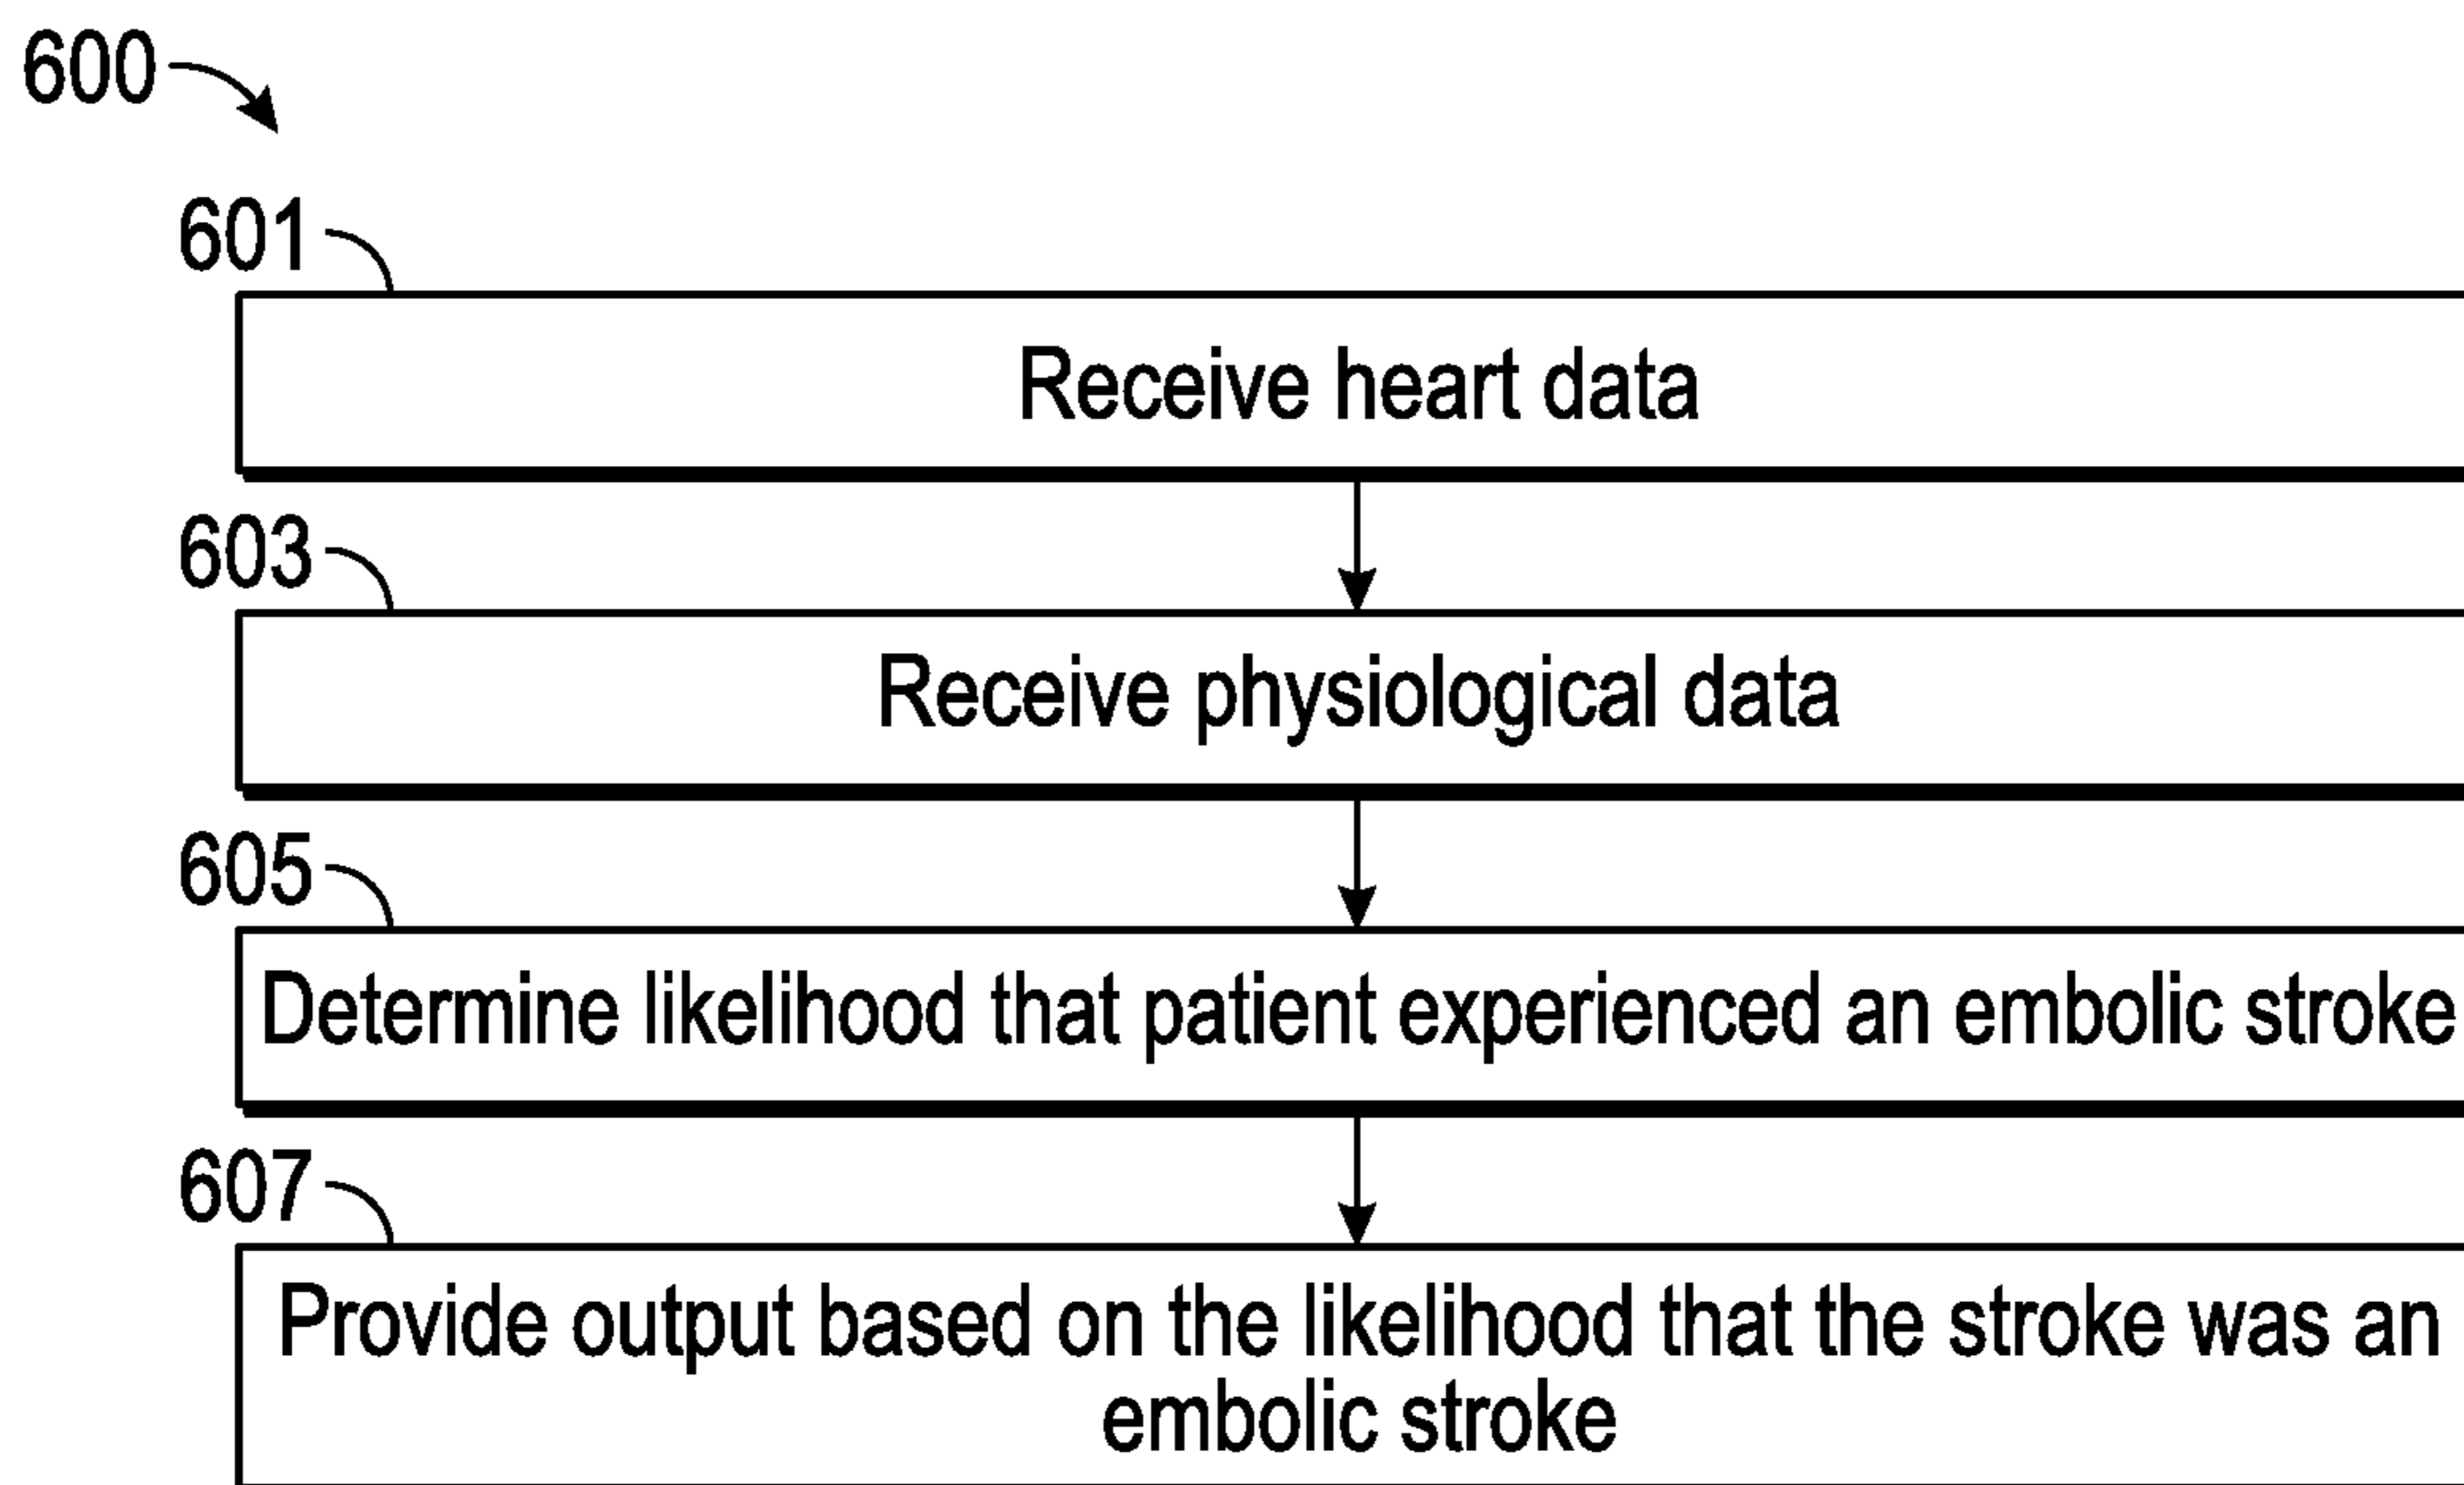 600
601
Receive heart data
603
Receive physiological data
605
Determine likelihood that patient experienced an embolic stroke
607
Provide output based on the likelihood that the stroke was an
embolic stroke